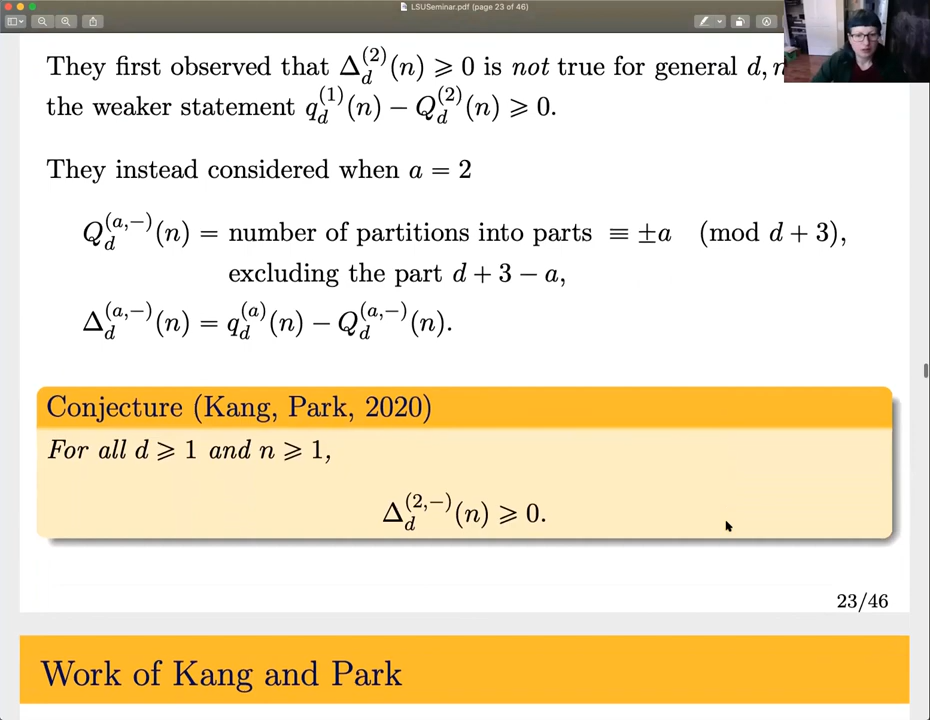 LSUSeminar.pdf (page 23 of 46)
They first observed that Δ_d^{(2)}(n) ⩾ 0 is not true for general d, n
the weaker statement q_d^{(1)}(n) − Q_d^{(2)}(n) ⩾ 0.
They instead considered when a = 2
Q_d^{(a,−)}(n) = number of partitions into parts ≡ ±a (mod d + 3),
excluding the part d + 3 − a,
Δ_d^{(a,−)}(n) = q_d^{(a)}(n) − Q_d^{(a,−)}(n).
Conjecture (Kang, Park, 2020)
For all d ⩾ 1 and n ⩾ 1,
Δ_d^{(2,−)}(n) ⩾ 0.
23/46
Work of Kang and Park